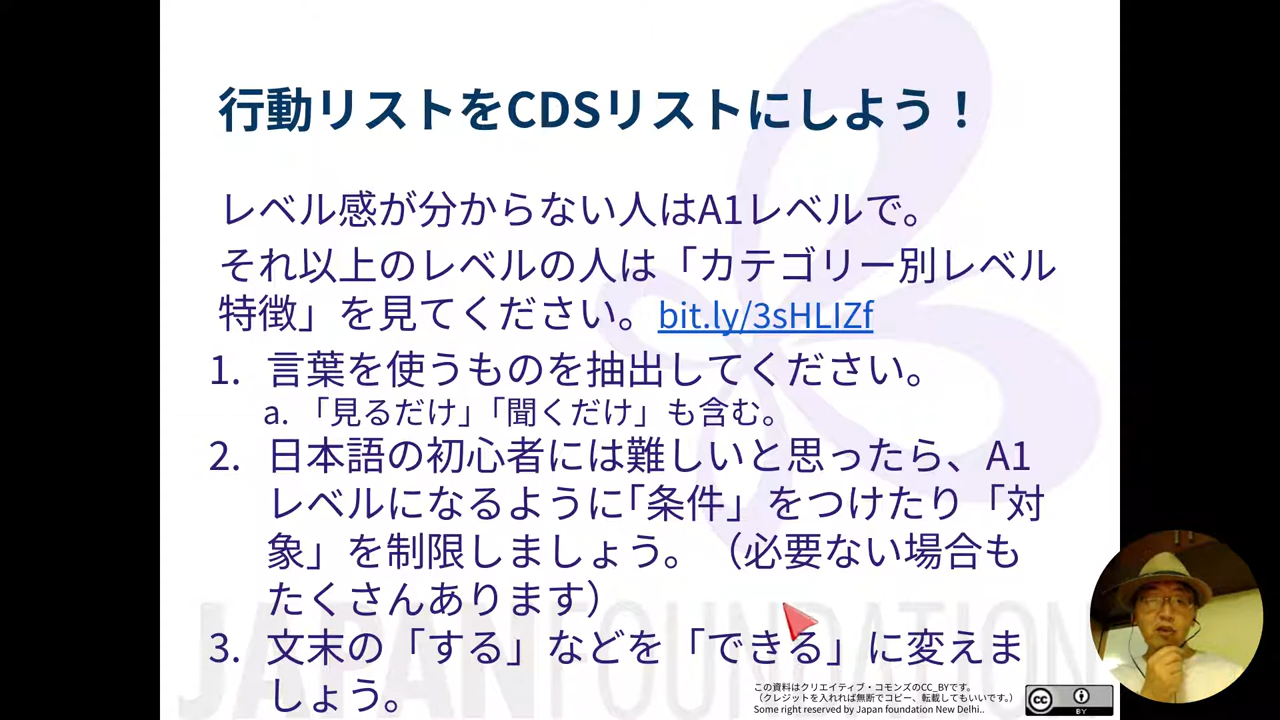 行動リストをCDSリストにしよう！
レベル感が分からない人はA1レベルで。
それ以上のレベルの人は「カテゴリー別レベル
特徴」を見てください。bit.ly/3sHLIZf
1. 言葉を使うものを抽出してください。
a. 「見るだけ」「聞くだけ」も含む。
2. 日本語の初心者には難しいと思ったら、A1
レベルになるように「条件」をつけたり「対
象」を制限しましょう。（必要ない場合も
たくさんあります）
3. 文末の「する」などを「できる」に変えま
しょう。
JAPAN FOUNDATION
この資料はクリエイティブ・コモンズのCC_BYです。
（クレジットを入れれば無断でコピー、転載してもいいです。）
Some right reserved by Japan foundation New Delhi..
CC
BY